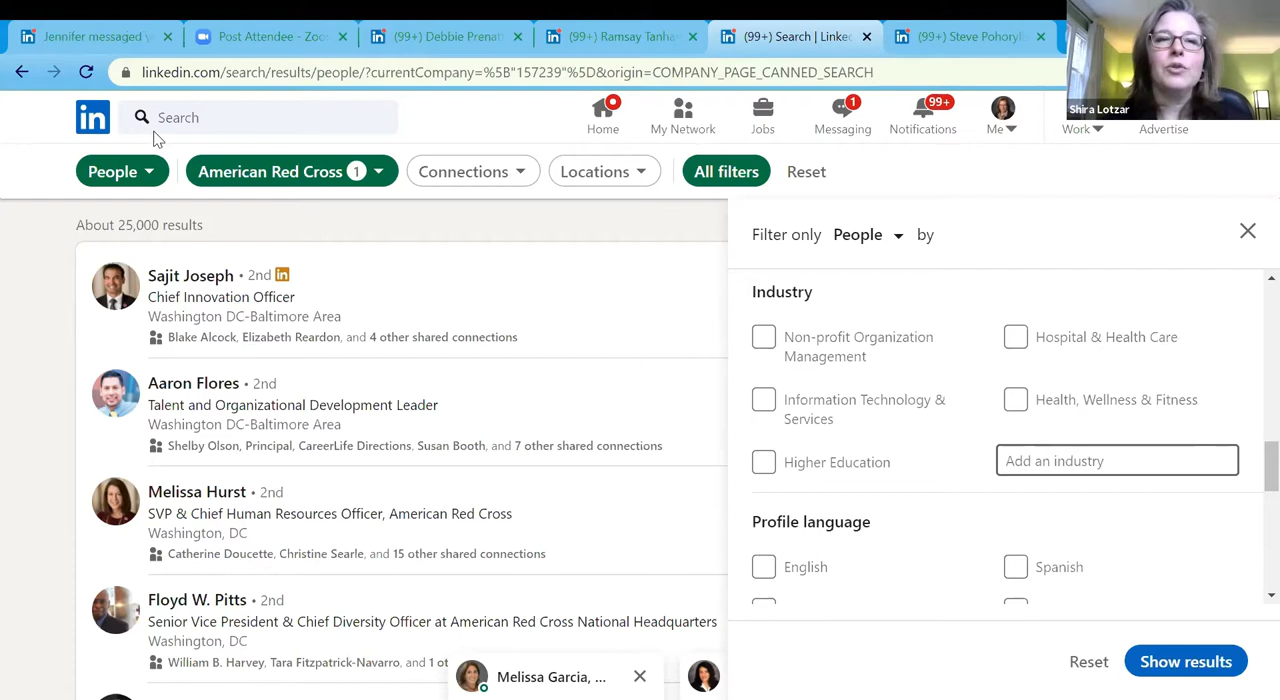 Jennifer messaged y
Post Attendee - Zoo
(99+) Debbie Prenat
(99+) Ramsay Tanha
(99+) Search | Linke
(99+) Steve Pohoryl
linkedin.com/search/results/people/?currentCompany=%5B"157239"%5D&origin=COMPANY_PAGE_CANNED_SEARCH
Shira Lotzar
in
Search
Home
My Network
Jobs
1
Messaging
99+
Notifications
Me
Work
Advertise
People
American Red Cross 1
Connections
Locations
All filters
Reset
About 25,000 results
Sajit Joseph • 2nd in
Chief Innovation Officer
Washington DC-Baltimore Area
Blake Alcock, Elizabeth Reardon, and 4 other shared connections
Aaron Flores • 2nd
Talent and Organizational Development Leader
Washington DC-Baltimore Area
Shelby Olson, Principal, CareerLife Directions, Susan Booth, and 7 other shared connections
Melissa Hurst • 2nd
SVP & Chief Human Resources Officer, American Red Cross
Washington, DC
Catherine Doucette, Christine Searle, and 15 other shared connections
Floyd W. Pitts • 2nd
Senior Vice President & Chief Diversity Officer at American Red Cross National Headquarters
Washington, DC
William B. Harvey, Tara Fitzpatrick-Navarro, and 1 ot
Melissa Garcia, ...
Filter only People by
Industry
Non-profit Organization
Management
Hospital & Health Care
Information Technology &
Services
Health, Wellness & Fitness
Higher Education
Add an industry
Profile language
English
Spanish
Reset
Show results